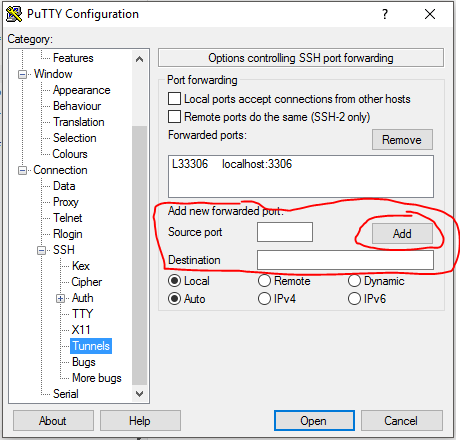 PuTTY Configuration
Category:
Features
Window
Appearance
Behaviour
Translation
Selection
Colours
Connection
Data
Proxy
Telnet
Rlogin
SSH
Kex
Cipher
Auth
TTY
X11
Tunnels
Bugs
More bugs
Serial
Options controlling SSH port forwarding
Port forwarding
Local ports accept connections from other hosts
Remote ports do the same (SSH-2 only)
Forwarded ports:
Remove
L33306 localhost:3306
Add new forwarded port:
Source port
Add
Destination
Local Remote Dynamic
Auto IPv4 IPv6
About Help Open Cancel